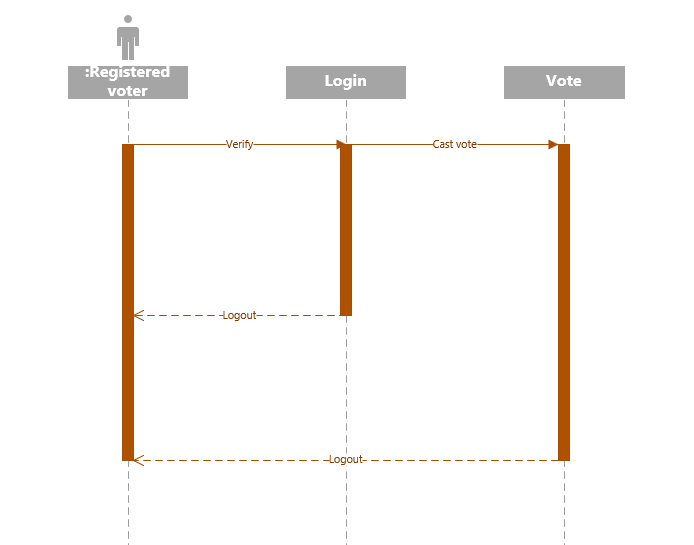 :Registered
voter
Login
Vote
Verify
Cast vote
Logout
Logout